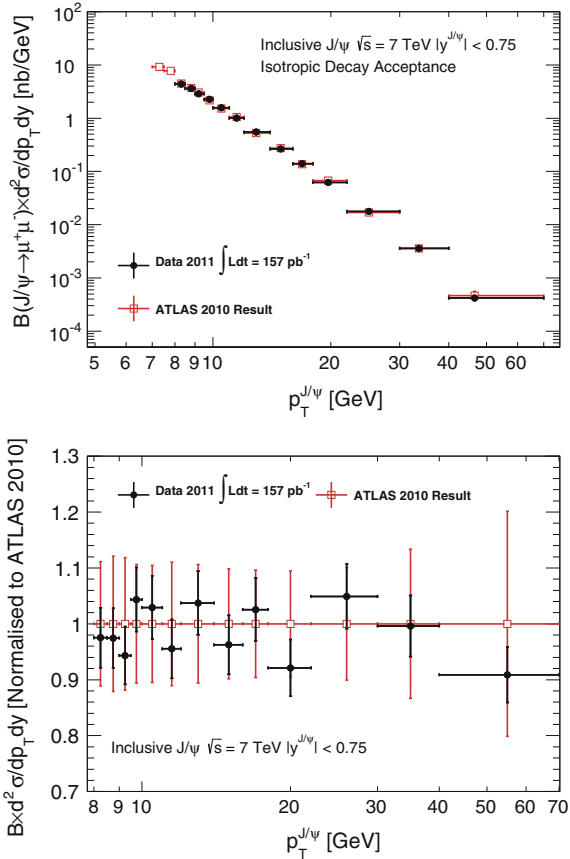 B(J/ψ→μ⁺μ⁻)×d²σ/dp_T dy [nb/GeV]
10²
10
1
10⁻¹
10⁻²
10⁻³
10⁻⁴
Inclusive J/ψ √s = 7 TeV |y^J/ψ| < 0.75
Isotropic Decay Acceptance
Data 2011 ∫Ldt = 157 pb⁻¹
ATLAS 2010 Result
5 6 7 8 9 10 20 30 40 50 60
p_T^J/ψ [GeV]
B×d²σ/dp_T dy [Normalised to ATLAS 2010]
1.3
1.2
1.1
1
0.9
0.8
0.7
Data 2011 ∫Ldt = 157 pb⁻¹ ATLAS 2010 Result
Inclusive J/ψ √s = 7 TeV |y^J/ψ| < 0.75
8 9 10 20 30 40 50 60 70
p_T^J/ψ [GeV]